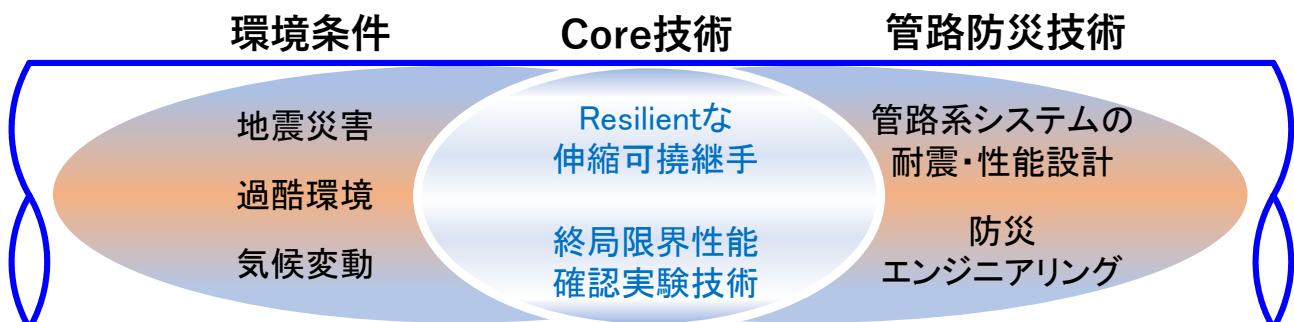 環境条件
Core技術
管路防災技術
地震災害
過酷環境
気候変動
Resilientな
伸縮可撓継手
終局限界性能
確認実験技術
管路系システムの
耐震・性能設計
防災
エンジニアリング